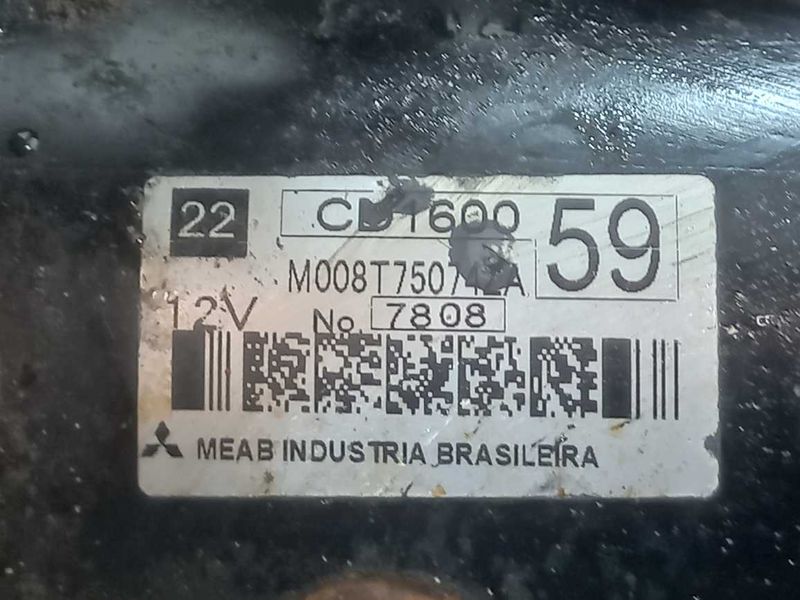 22
59
12V
No. 7808
MEAB INDUSTRIA BRASILEIRA